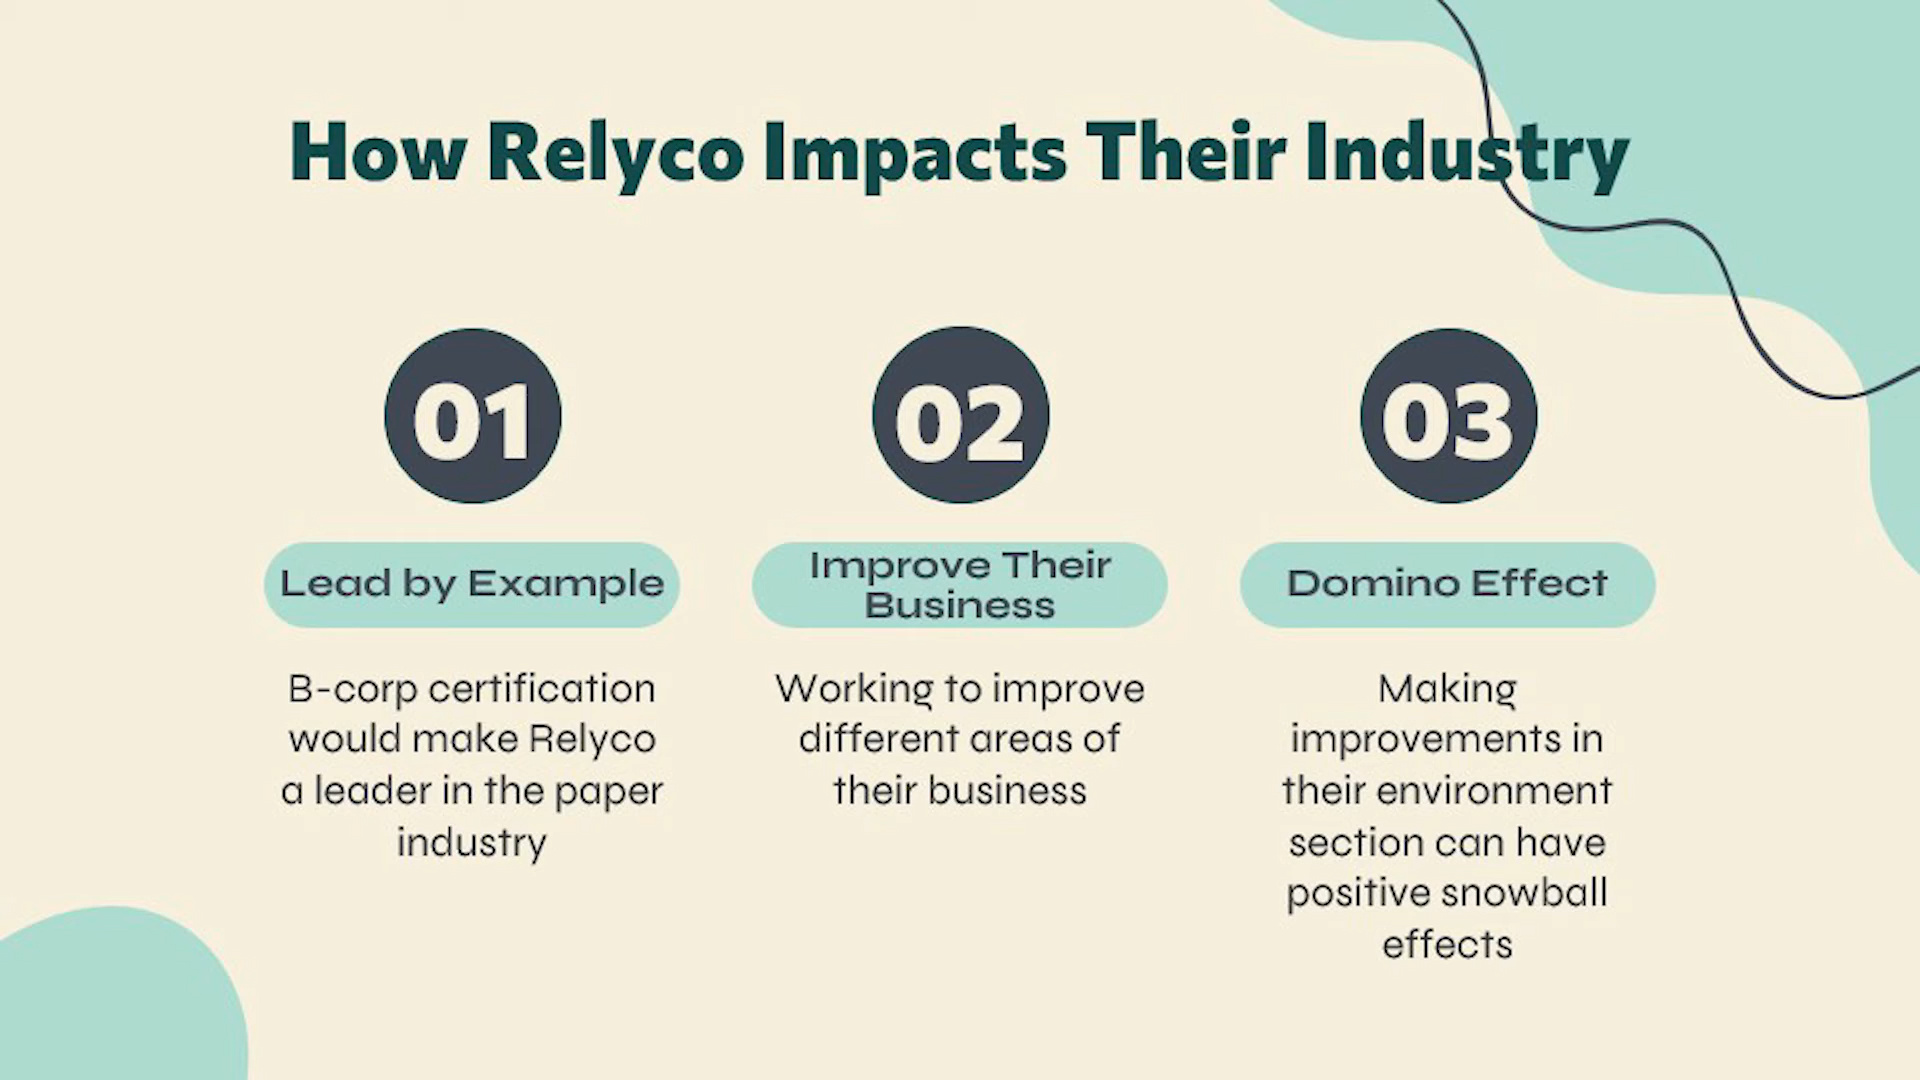 How Relyco Impacts Their Industry
01
Lead by Example
B-corp certification
would make Relyco
a leader in the paper
industry
02
Improve Their
Business
Working to improve
different areas of
their business
03
Domino Effect
Making
improvements in
their environment
section can have
positive snowball
effects